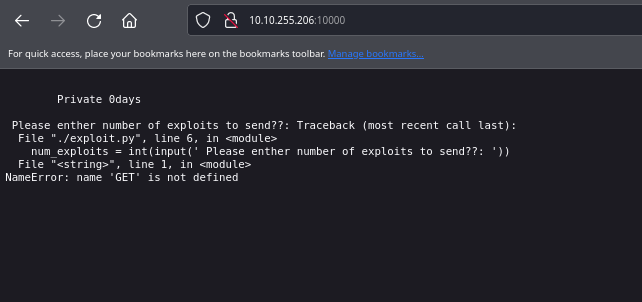 10.10.255.206:10000
For quick access, place your bookmarks here on the bookmarks toolbar. Manage bookmarks...
Private 0days
Please enther number of exploits to send??: Traceback (most recent call last):
File "./exploit.py", line 6, in <module>
num_exploits = int(input(' Please enther number of exploits to send??: '))
File "<string>", line 1, in <module>
NameError: name 'GET' is not defined